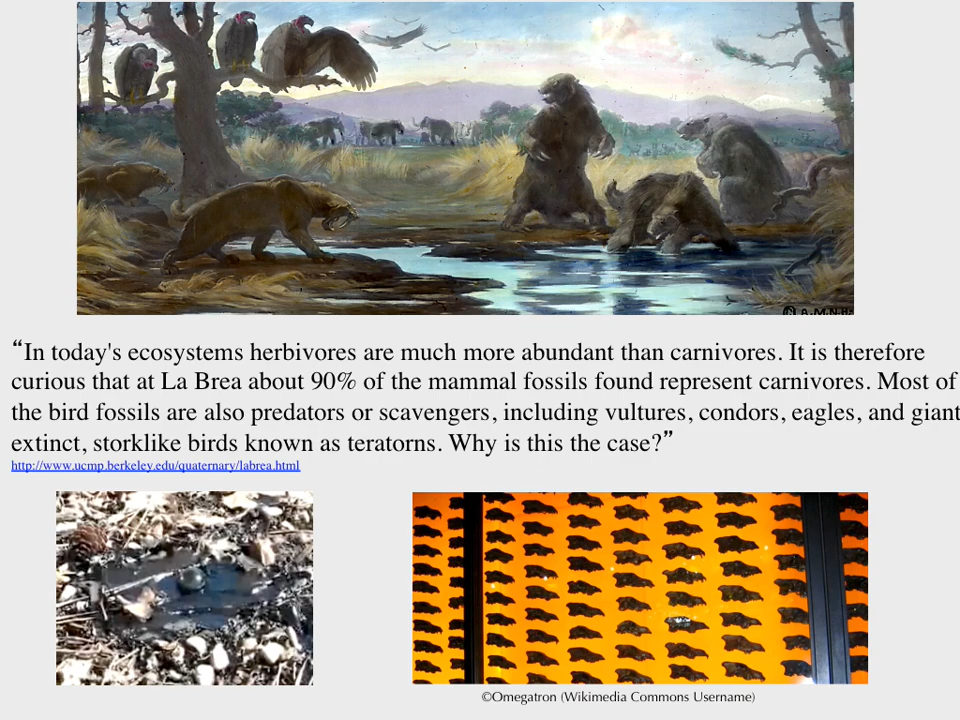 © A.M.N.H.
“In today's ecosystems herbivores are much more abundant than carnivores. It is therefore
curious that at La Brea about 90% of the mammal fossils found represent carnivores. Most of
the bird fossils are also predators or scavengers, including vultures, condors, eagles, and giant
extinct, storklike birds known as teratorns. Why is this the case?”
http://www.ucmp.berkeley.edu/quaternary/labrea.html
©Omegatron (Wikimedia Commons Username)